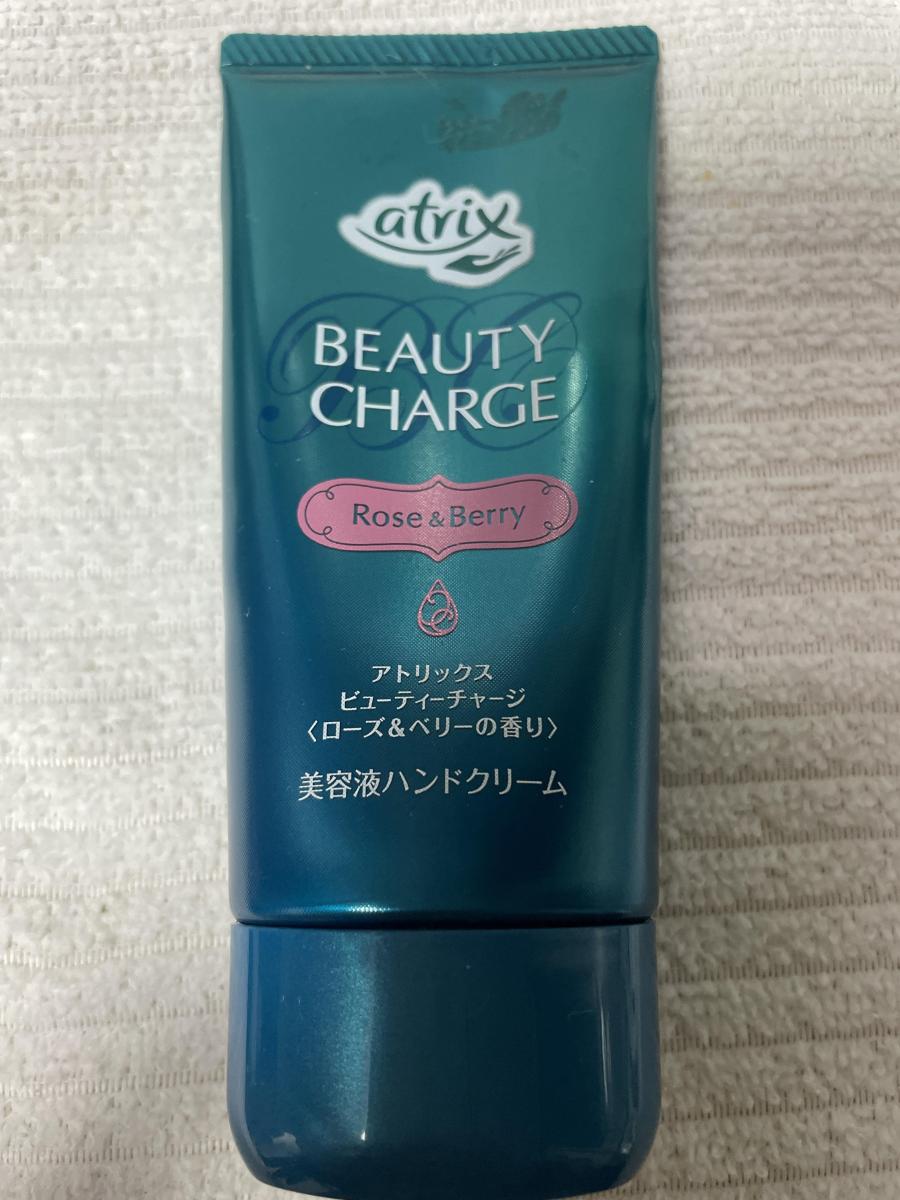 atrix
BC
BEAUTY
CHARGE
Rose & Berry
アトリックス
ビューティーチャージ
〈ローズ&ベリーの香り〉
美容液ハンドクリーム